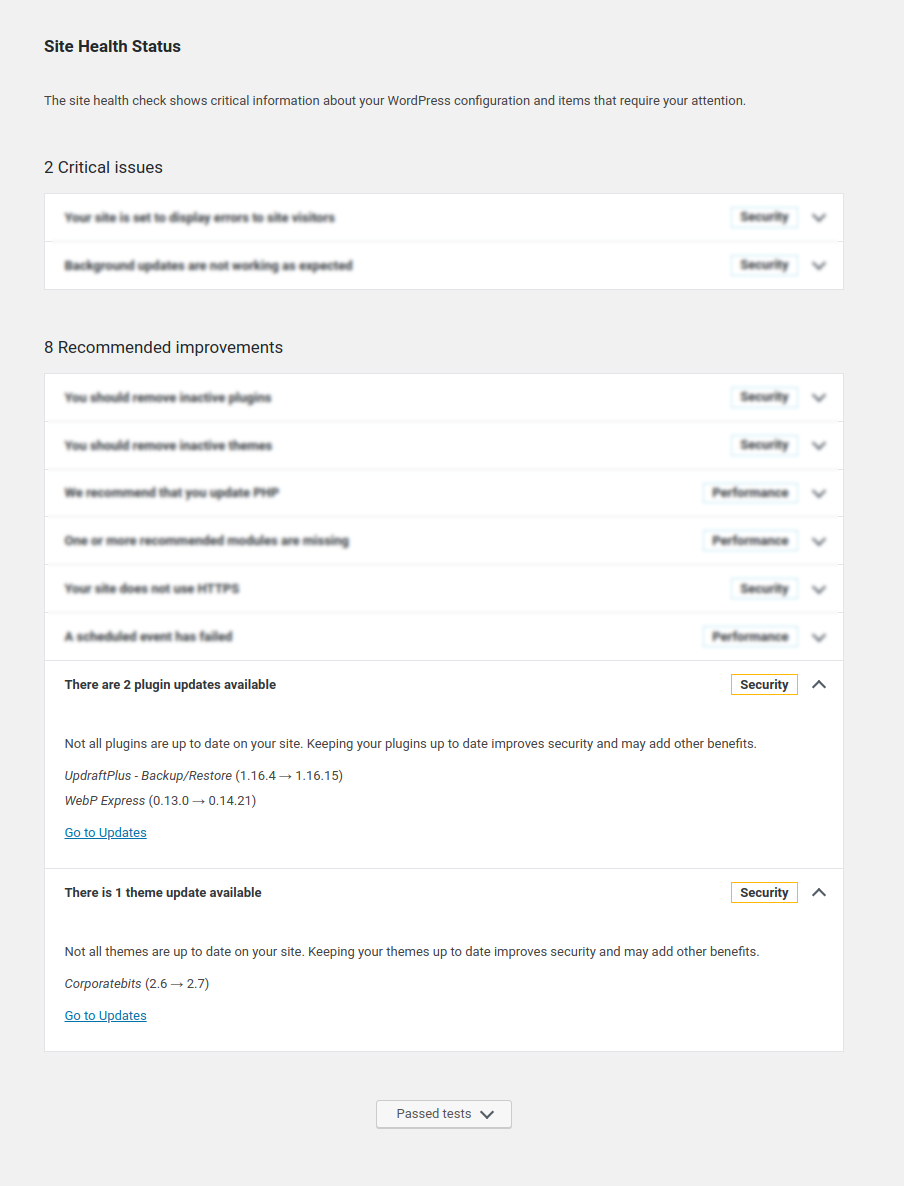 Site Health Status
The site health check shows critical information about your WordPress configuration and items that require your attention.
2 Critical issues
Your site is set to display errors to site visitors Security
Background updates are not working as expected Security
8 Recommended improvements
You should remove inactive plugins Security
You should remove inactive themes Security
We recommend that you update PHP Performance
One or more recommended modules are missing Performance
Your site does not use HTTPS Security
A scheduled event has failed Performance
There are 2 plugin updates available Security
Not all plugins are up to date on your site. Keeping your plugins up to date improves security and may add other benefits.
UpdraftPlus - Backup/Restore (1.16.4 → 1.16.15)
WebP Express (0.13.0 → 0.14.21)
Go to Updates
There is 1 theme update available Security
Not all themes are up to date on your site. Keeping your themes up to date improves security and may add other benefits.
Corporatebits (2.6 → 2.7)
Go to Updates
Passed tests